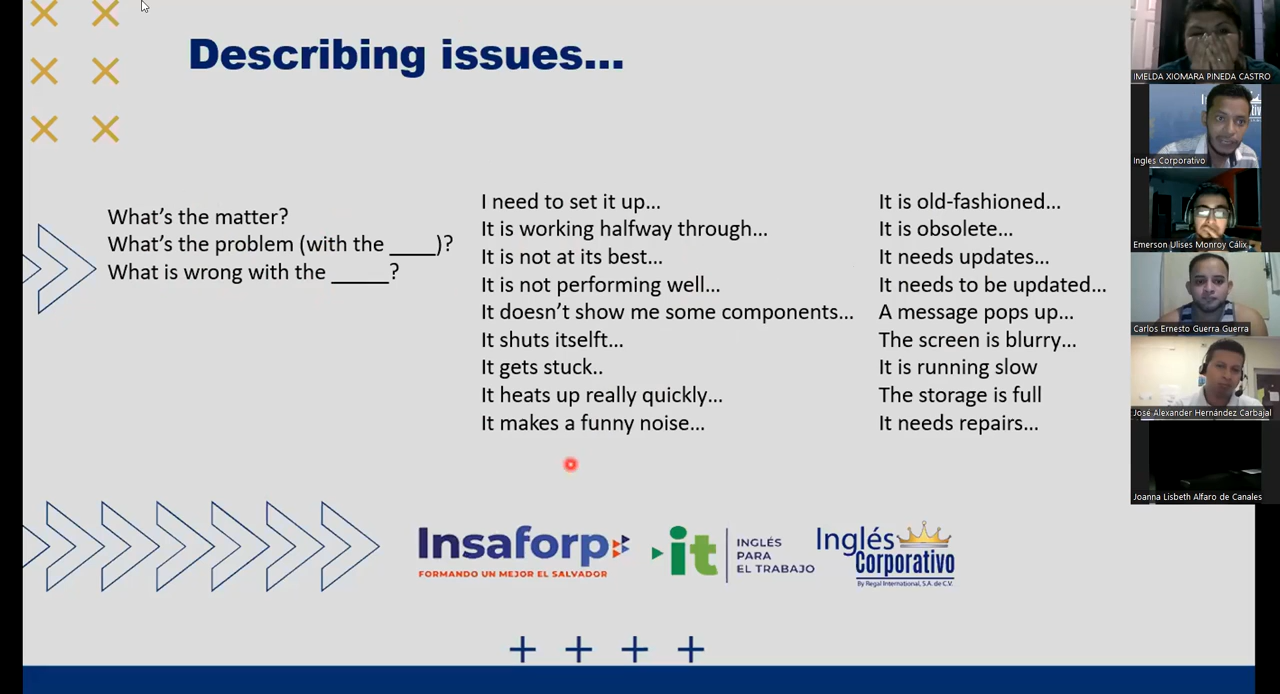 Describing issues...
What's the matter?
What's the problem (with the ____)?
What is wrong with the _____?
I need to set it up...
It is working halfway through...
It is not at its best...
It is not performing well...
It doesn't show me some components...
It shuts itselft...
It gets stuck..
It heats up really quickly...
It makes a funny noise...
It is old-fashioned...
It is obsolete...
It needs updates...
It needs to be updated...
A message pops up...
The screen is blurry...
It is running slow
The storage is full
It needs repairs...
Insaforp
FORMANDO UN MEJOR EL SALVADOR
it
INGLÉS
PARA
EL TRABAJO
Inglés
Corporativo
By Regal International, S.A. de C.V.
IMELDA XIOMARA PINEDA CASTRO
Ingles Corporativo
Emerson Ulises Monroy Cálix
Carlos Ernesto Guerra Guerra
José Alexander Hernández Carbajal
Joanna Lisbeth Alfaro de Canales